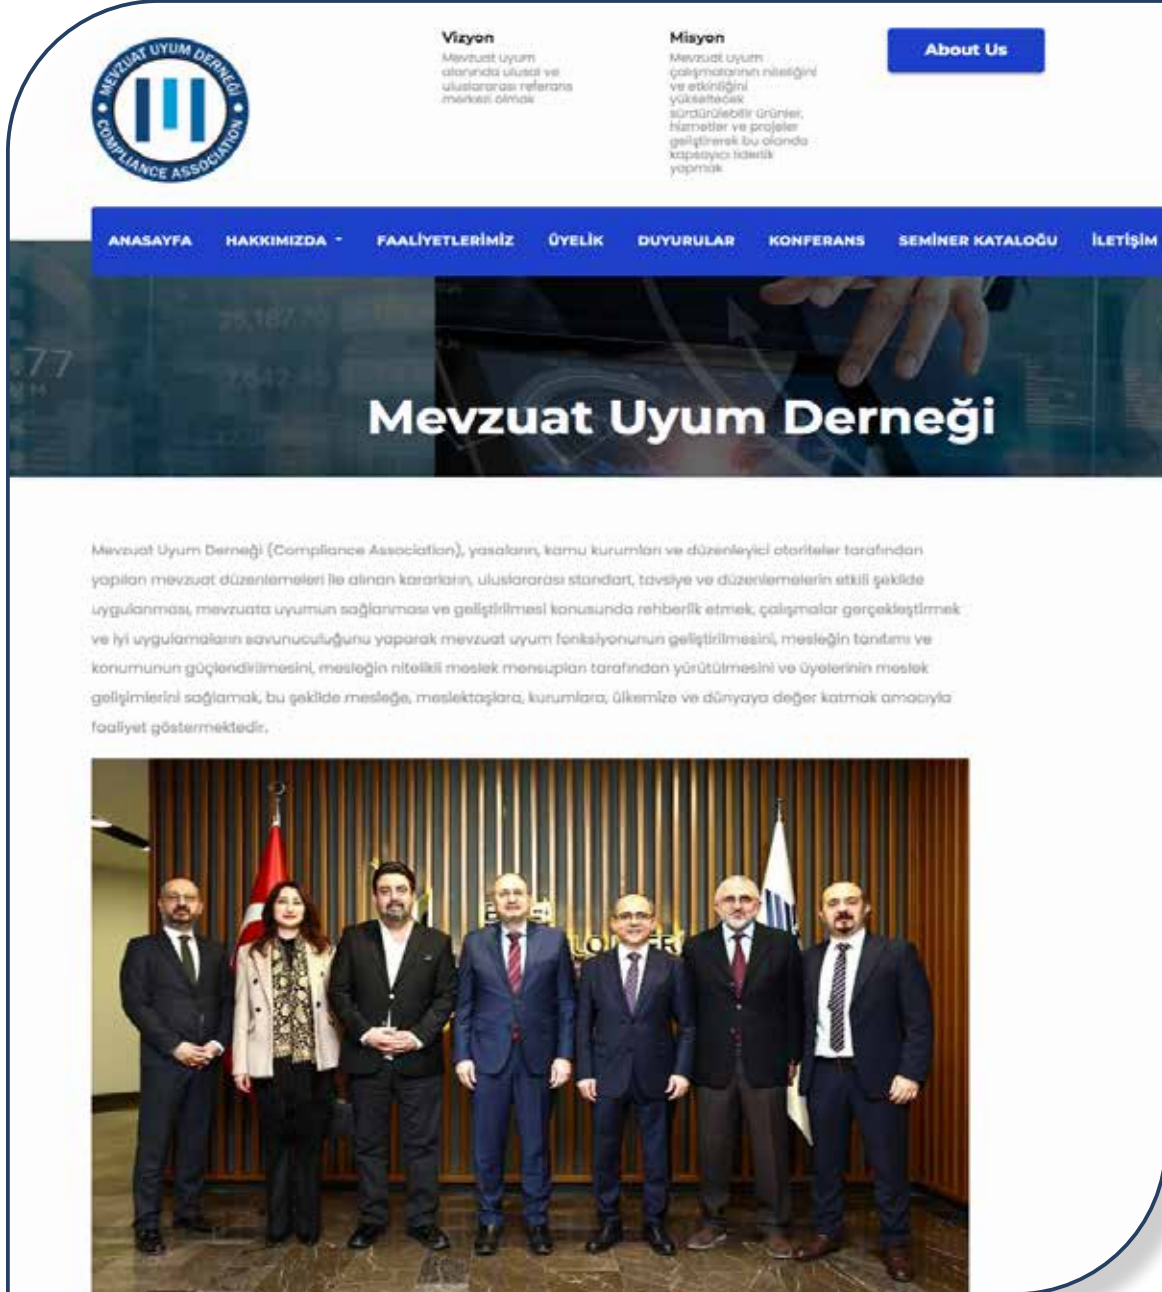 MEVZUAT UYUM DERNEĞİ
COMPLIANCE ASSOCIATION
Vizyon
Mevzuat uyum
alanında ulusal ve
uluslararası referans
merkezi olmak
Misyon
Mevzuat uyum
çalışmalarının niteliğini
ve etkinliğini
yükseltecek
sürdürülebilir ürünler,
hizmetler ve projeler
geliştirerek bu alanda
kapsayıcı liderlik
yapmak
About Us
ANASAYFA HAKKIMIZDA FAALİYETLERİMİZ ÜYELİK DUYURULAR KONFERANS SEMİNER KATALOĞU İLETİŞİM
.77
Mevzuat Uyum Derneği
Mevzuat Uyum Derneği (Compliance Association), yasaların, kamu kurumları ve düzenleyici otoriteler tarafından
yapılan mevzuat düzenlemeleri ile alınan kararların, uluslararası standart, tavsiye ve düzenlemelerin etkili şekilde
uygulanması, mevzuata uyumun sağlanması ve geliştirilmesi konusunda rehberlik etmek, çalışmalar gerçekleştirmek
ve iyi uygulamaların savunuculuğunu yaparak mevzuat uyum fonksiyonunun geliştirilmesini, mesleğin tanıtımı ve
konumunun güçlendirilmesini, mesleğin nitelikli meslek mensupları tarafından yürütülmesini ve üyelerinin meslek
gelişimlerini sağlamak, bu şekilde mesleğe, meslektaşlara, kurumlara, ülkemize ve dünyaya değer katmak amacıyla
faaliyet göstermektedir.